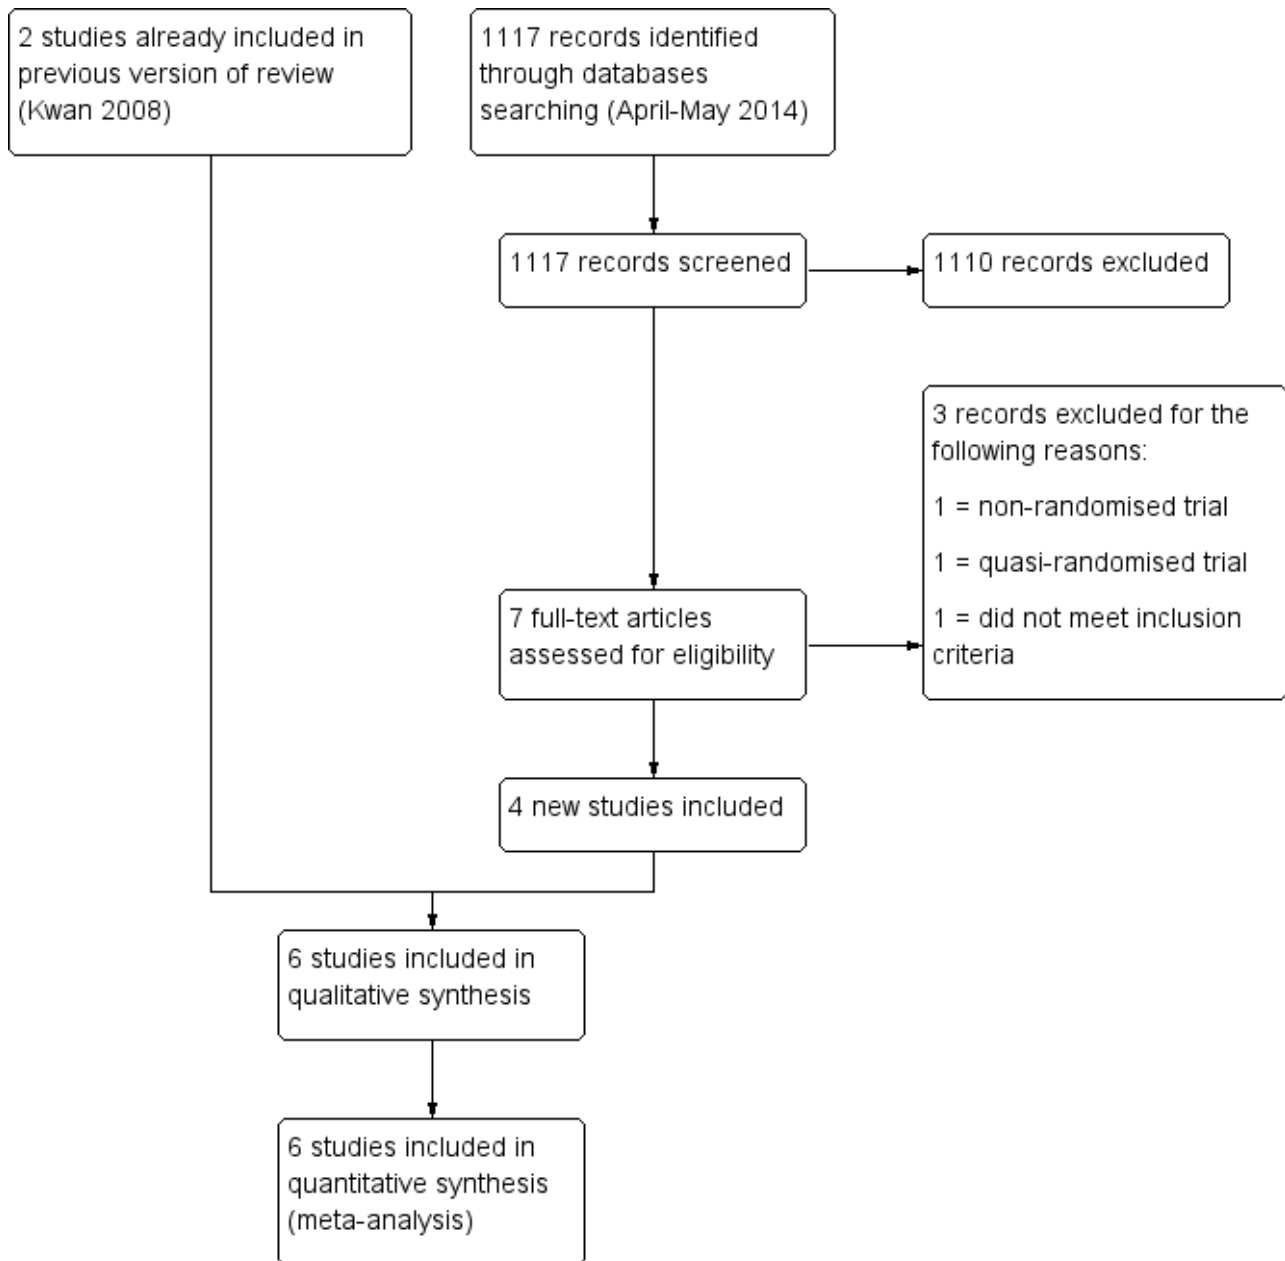 2 studies already included in
previous version of review
(Kwan 2008)
1117 records identified
through databases
searching (April-May 2014)
1117 records screened
1110 records excluded
3 records excluded for the
following reasons:
1 = non-randomised trial
1 = quasi-randomised trial
1 = did not meet inclusion
criteria
7 full-text articles
assessed for eligibility
4 new studies included
6 studies included in
qualitative synthesis
6 studies included in
quantitative synthesis
(meta-analysis)